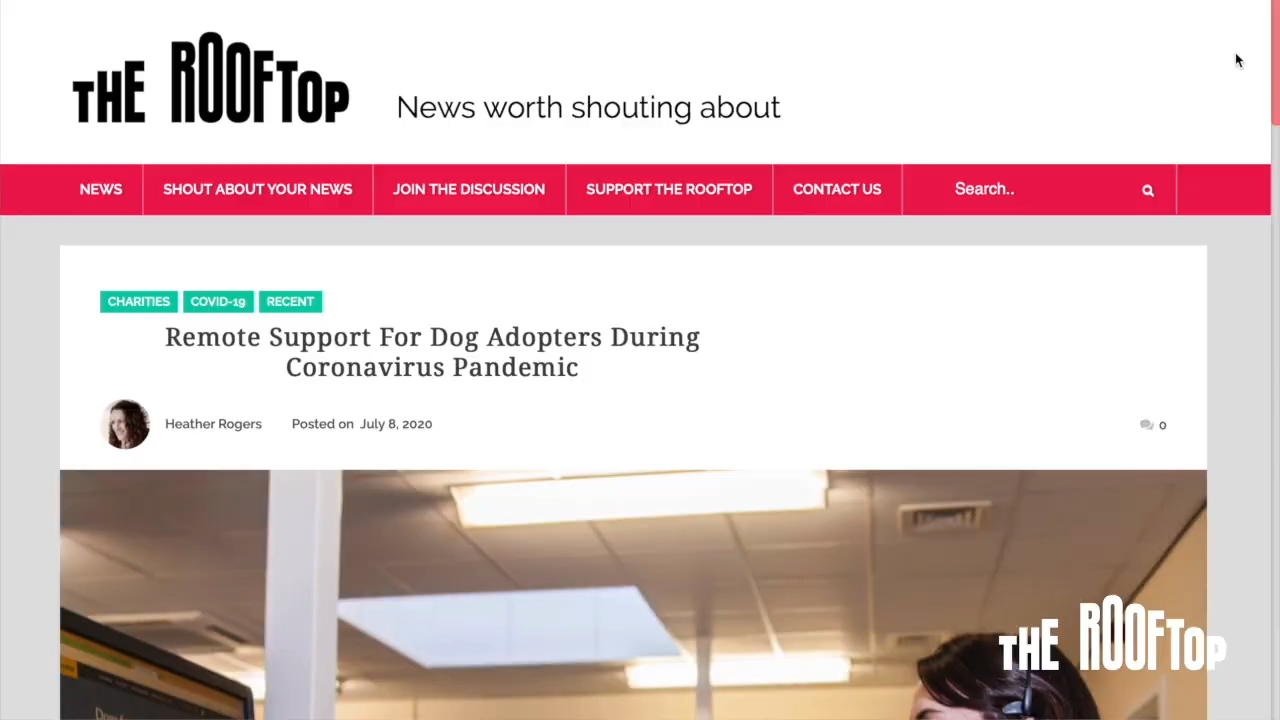 THE ROOFTOP
News worth shouting about
NEWS
SHOUT ABOUT YOUR NEWS
JOIN THE DISCUSSION
SUPPORT THE ROOFTOP
CONTACT US
Search..
CHARITIES
COVID-19
RECENT
Remote Support For Dog Adopters During
Coronavirus Pandemic
Heather Rogers
Posted on July 8, 2020
0
THE ROOFTOP